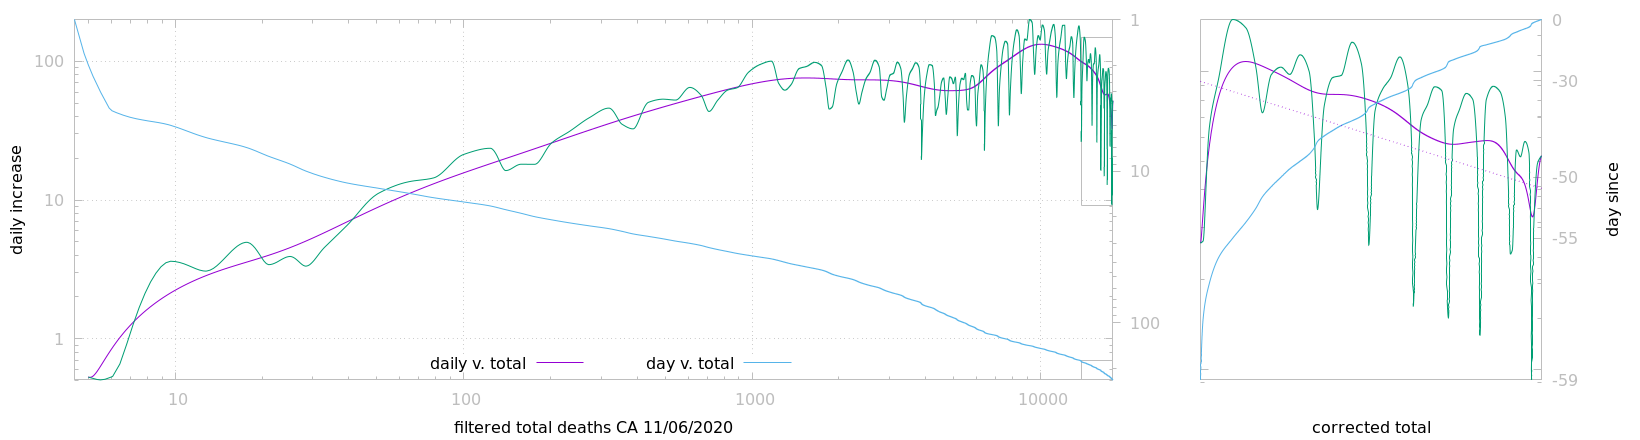 daily increase
100
10
1
10
100
1000
10000
1
10
100
daily v. total
day v. total
filtered total deaths CA 11/06/2020
0
-30
-50
-55
-59
day since
corrected total